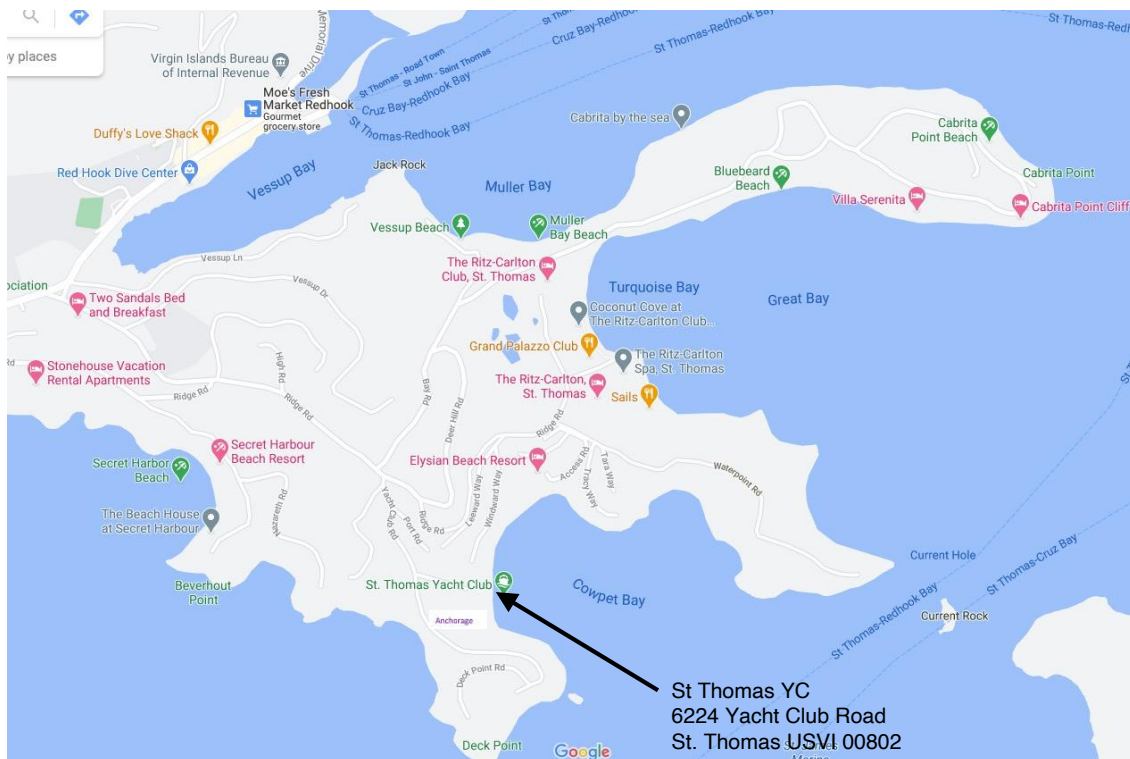 y places
Virgin Islands Bureau
of Internal Revenue
Memorial Drive
Moe's Fresh
Market Redhook
Gourmet
grocery store
Duffy's Love Shack
Red Hook Dive Center
Vessup Bay
St Thomas - Road Town
St John - Saint Thomas
Cruz Bay-Redhook Bay
St Thomas-Redhook Bay
Cruz Bay-Redhook Bay
St Thomas-Redhook Bay
St Thomas-Redh
Jack Rock
Muller Bay
Cabrita by the sea
Cabrita
Point Beach
Cabrita Point
Bluebeard
Beach
Villa Serenita
Cabrita Point Cliff
Vessup Beach
Muller
Bay Beach
The Ritz-Carlton
Club, St. Thomas
Turquoise Bay
Great Bay
Coconut Cove at
The Ritz-Carlton Club...
Grand Palazzo Club
The Ritz-Carlton
Spa, St. Thomas
The Ritz-Carlton,
St. Thomas
Sails
Vessup Ln
Vessup Dr
ociation
Two Sandals Bed
and Breakfast
Rd
Stonehouse Vacation
Rental Apartments
High Rd
Ridge Rd
Ridge Rd
Bay Rd
Deer Hill Rd
Ridge Rd
Secret Harbour
Beach Resort
Elysian Beach Resort
Access Rd
Tara Way
Tracy Way
Waterpoint Rd
Secret Harbor
Beach
The Beach House
at Secret Harbour
Nazareth Rd
Yacht Club Rd
Port Rd
Ridge Rd
Leeward Way
Windward Way
Beverhout
Point
St. Thomas Yacht Club
Cowpet Bay
Current Hole
St Thomas-Cruz Bay
St Thomas-Redhook Bay
Current Rock
Anchorage
Deck Point Rd
Deck Point
Google
St Thomas YC
6224 Yacht Club Road
St. Thomas USVI 00802